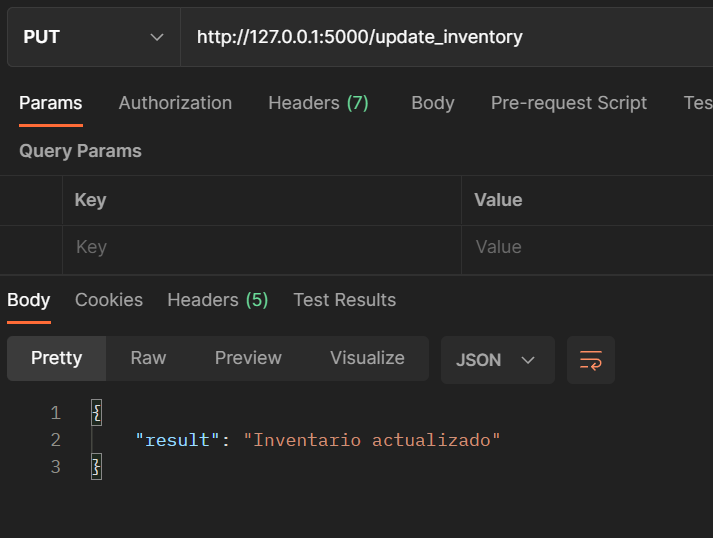 PUT http://127.0.0.1:5000/update_inventory
Params Authorization Headers (7) Body Pre-request Script Tes
Query Params
Key Value
Key Value
Body Cookies Headers (5) Test Results
Pretty Raw Preview Visualize JSON
1 {
2 "result": "Inventario actualizado"
3 }